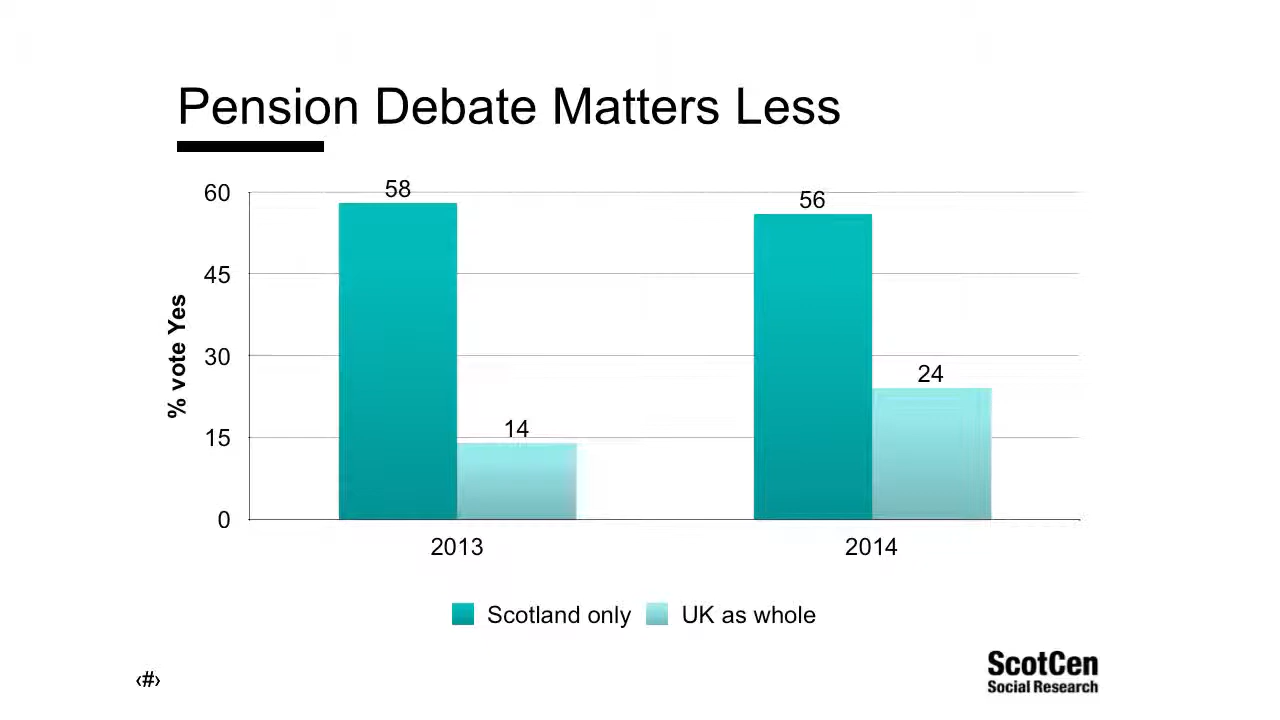 Pension Debate Matters Less
60
45
30
15
0
% vote Yes
58
14
56
24
2013
2014
Scotland only
UK as whole
‹#›
ScotCen
Social Research